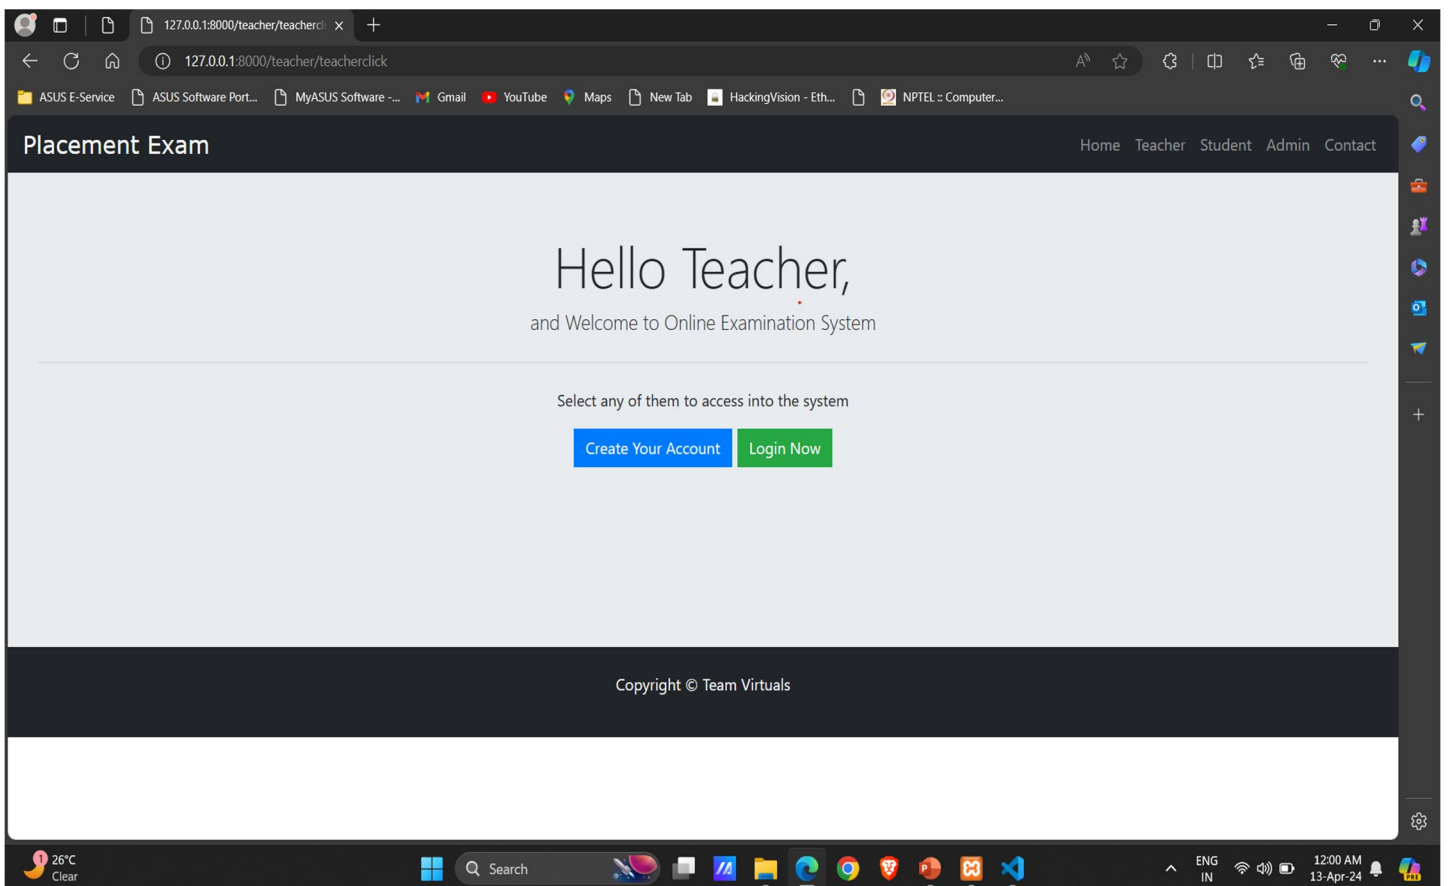 127.0.0.1:8000/teacher/teachercli
127.0.0.1:8000/teacher/teacherclick
ASUS E-Service ASUS Software Port... MyASUS Software -... Gmail YouTube Maps New Tab HackingVision - Eth... NPTEL :: Computer...
Placement Exam
Home Teacher Student Admin Contact
Hello Teacher,
and Welcome to Online Examination System
Select any of them to access into the system
Create Your Account Login Now
Copyright © Team Virtuals
1
26°C
Clear
Search
ENG
IN
12:00 AM
13-Apr-24
PRE